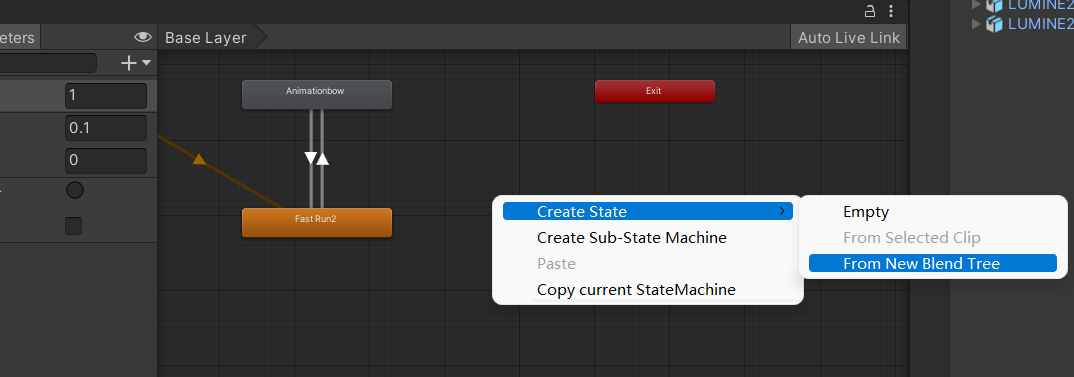 LUMINE2
LUMINE2
eters
Base Layer
Auto Live Link
1
0.1
0
Animationbow
Exit
Fast Run2
Create State
Create Sub-State Machine
Paste
Copy current StateMachine
Empty
From Selected Clip
From New Blend Tree